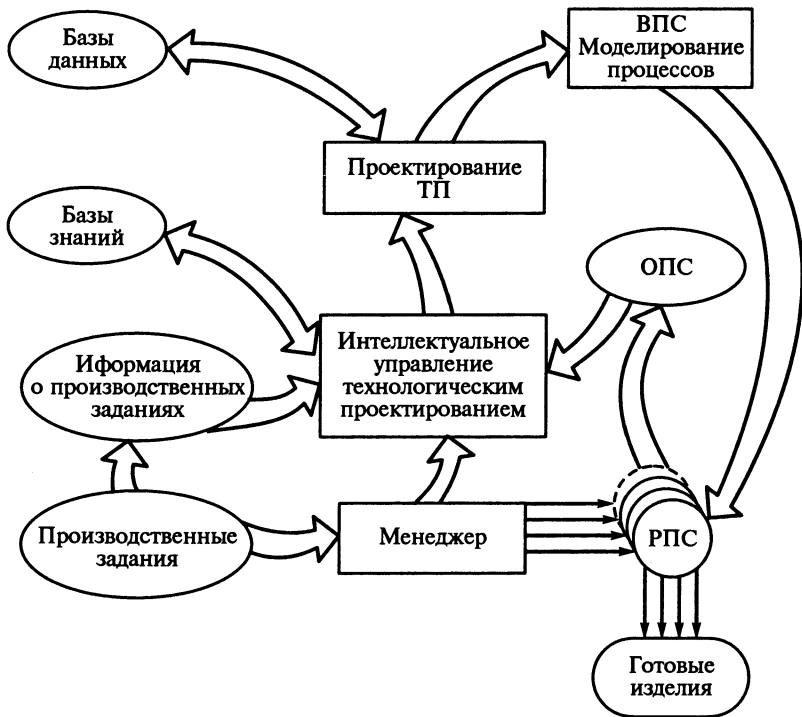 Базы
данных
ВПС
Моделирование
процессов
Проектирование
ТП
Базы
знаний
ОПС
Интеллектуальное
управление
технологическим
проектированием
Иформация
о производственных
заданиях
Производственные
задания
Менеджер
РПС
Готовые
изделия